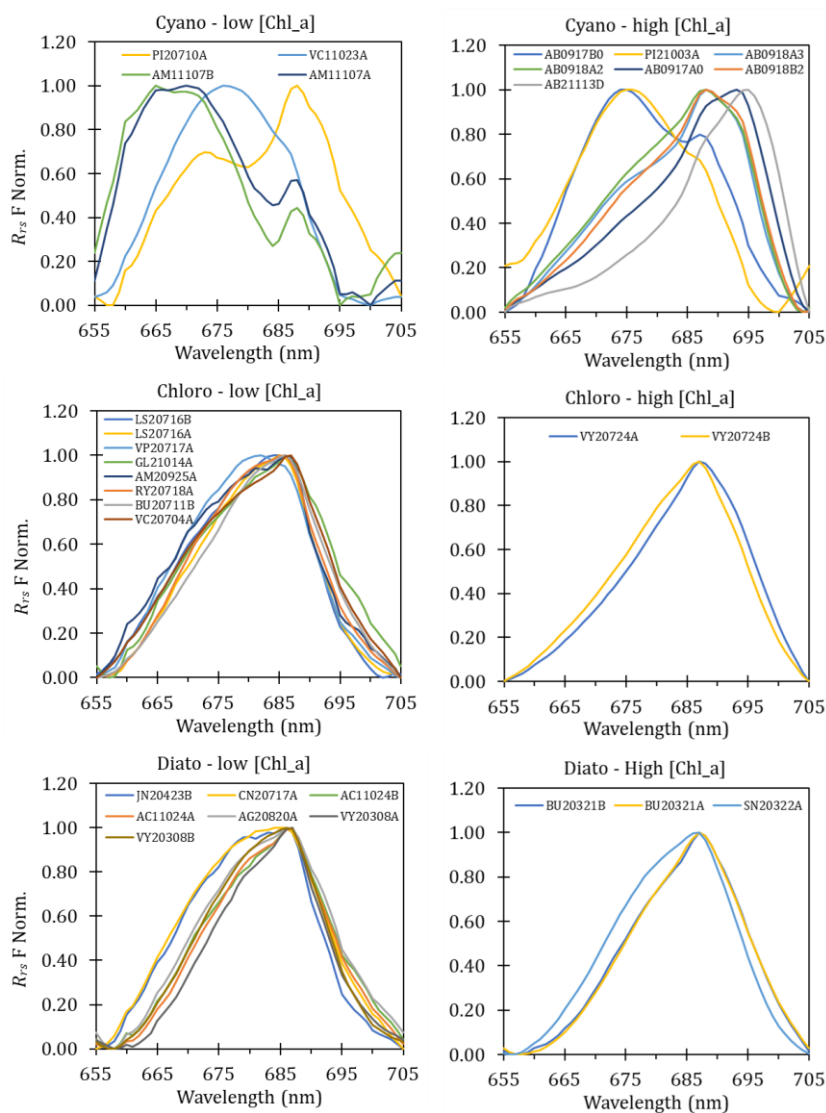 Cyano - low [Chl_a]
1.20
PI20710A VC11023A
AM11107B AM11107A
1.00
0.80
0.60
0.40
0.20
0.00
R_rs F Norm.
655 665 675 685 695 705
Wavelength (nm)
Cyano - high [Chl_a]
1.20
AB0917B0 PI21003A AB0918A3
AB0918A2 AB0917A0 AB0918B2
AB21113D
1.00
0.80
0.60
0.40
0.20
0.00
655 665 675 685 695 705
Wavelength (nm)
Chloro - low [Chl_a]
1.20
LS20716B
LS20716A
VP20717A
GL21014A
AM20925A
RY20718A
BU20711B
VC20704A
1.00
0.80
0.60
0.40
0.20
0.00
R_rs F Norm.
655 665 675 685 695 705
Wavelength (nm)
Chloro - high [Chl_a]
1.20
VY20724A VY20724B
1.00
0.80
0.60
0.40
0.20
0.00
655 665 675 685 695 705
Wavelength (nm)
Diato - low [Chl_a]
1.20
JN20423B CN20717A AC11024B
AC11024A AG20820A VY20308A
VY20308B
1.00
0.80
0.60
0.40
0.20
0.00
R_rs F Norm.
655 665 675 685 695 705
Wavelength (nm)
Diato - High [Chl_a]
1.20
BU20321B BU20321A SN20322A
1.00
0.80
0.60
0.40
0.20
0.00
655 665 675 685 695 705
Wavelength (nm)